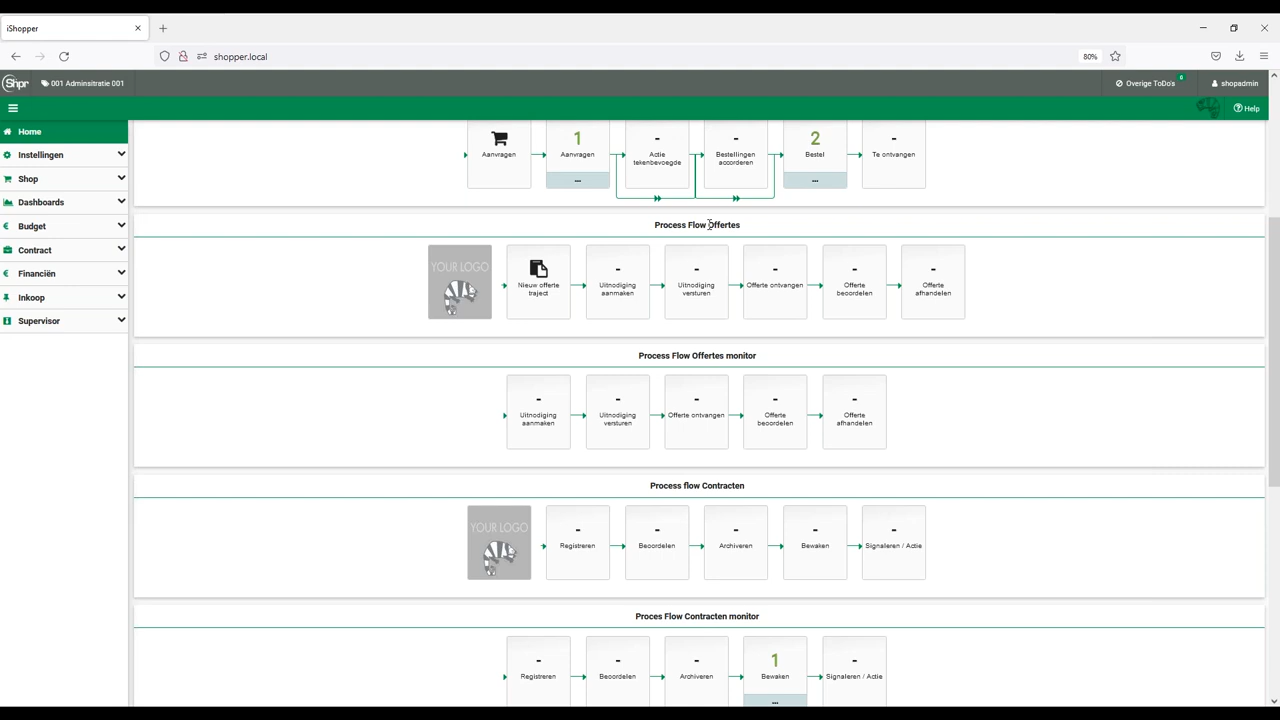 iShopper
shopper.local
80%
Shpr
001 Adminsitratie 001
Overige ToDo's
shopadmin
Help
Home
Instellingen
Shop
Dashboards
Budget
Contract
Financiën
Inkoop
Supervisor
-
-
-
1
2
Aanvragen
Aanvragen
Actie
tekenbevoegde
Bestellingen
accorderen
Bestel
Te ontvangen
...
...
Process Flow Offertes
YOUR LOGO
-
-
-
-
-
Nieuw offerte
traject
Uitnodiging
aanmaken
Uitnodiging
versturen
Offerte ontvangen
Offerte
beoordelen
Offerte
afhandelen
Process Flow Offertes monitor
-
-
-
-
-
Uitnodiging
aanmaken
Uitnodiging
versturen
Offerte ontvangen
Offerte
beoordelen
Offerte
afhandelen
Process flow Contracten
YOUR LOGO
-
-
-
-
-
Registreren
Beoordelen
Archiveren
Bewaken
Signaleren / Actie
Proces Flow Contracten monitor
-
-
-
1
-
Registreren
Beoordelen
Archiveren
Bewaken
Signaleren / Actie
...